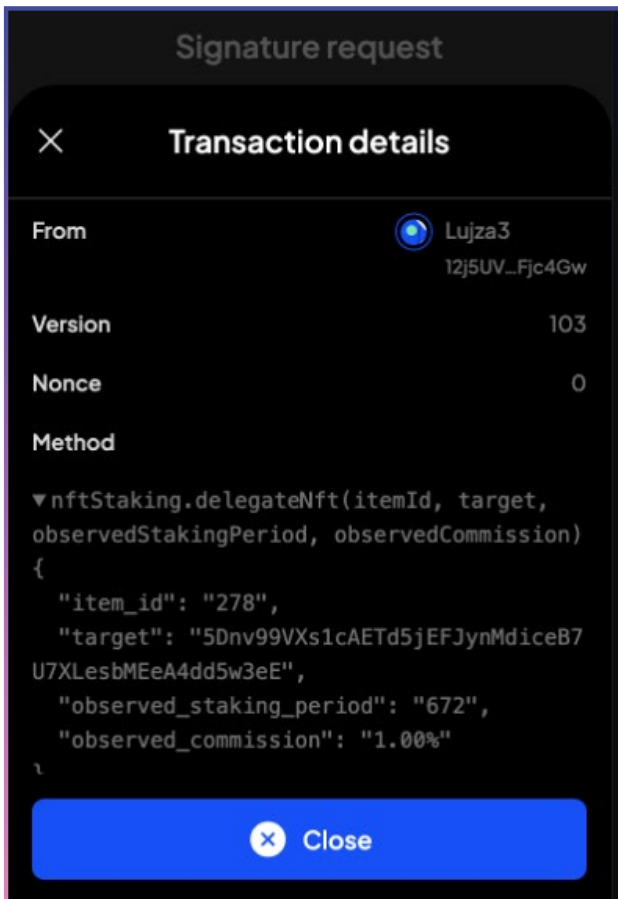 Signature request
Transaction details
From
Lujza3
12j5UV...Fjc4Gw
Version
103
Nonce
0
Method
▼nftStaking.delegateNft(itemId, target,
observedStakingPeriod, observedCommission)
{
"item_id": "278",
"target": "5Dnv99VXs1cAETd5jEFJynMdiceB7
U7XLesbMEeA4dd5w3eE",
"observed_staking_period": "672",
"observed_commission": "1.00%"
}
Close